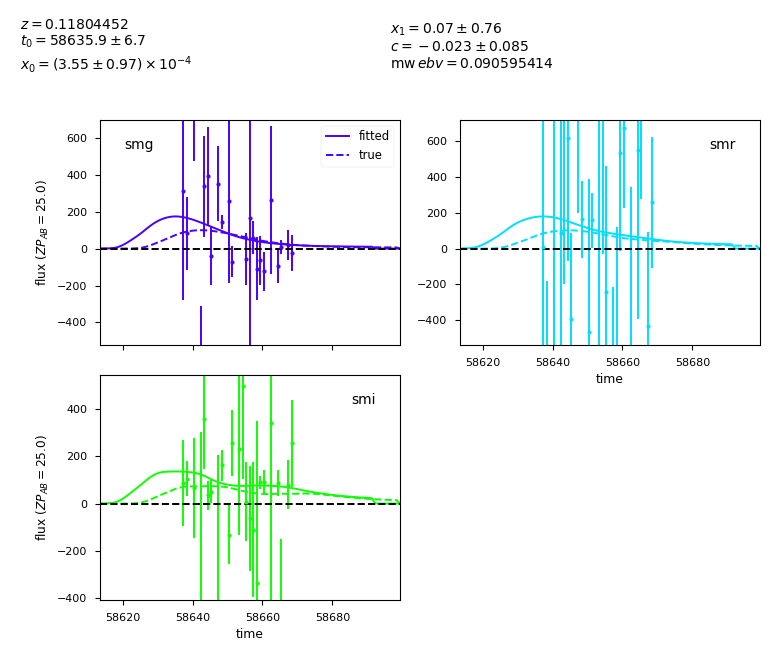 z = 0.11804452
t₀ = 58635.9 ± 6.7
x₀ = (3.55 ± 0.97) × 10⁻⁴
x₁ = 0.07 ± 0.76
c = −0.023 ± 0.085
mw ebv = 0.090595414
smg
fitted
true
600
400
200
0
−200
−400
flux (ZP_AB = 25.0)
smr
600
400
200
0
−200
−400
58620 58640 58660 58680
time
smi
400
200
0
−200
−400
flux (ZP_AB = 25.0)
58620 58640 58660 58680
time